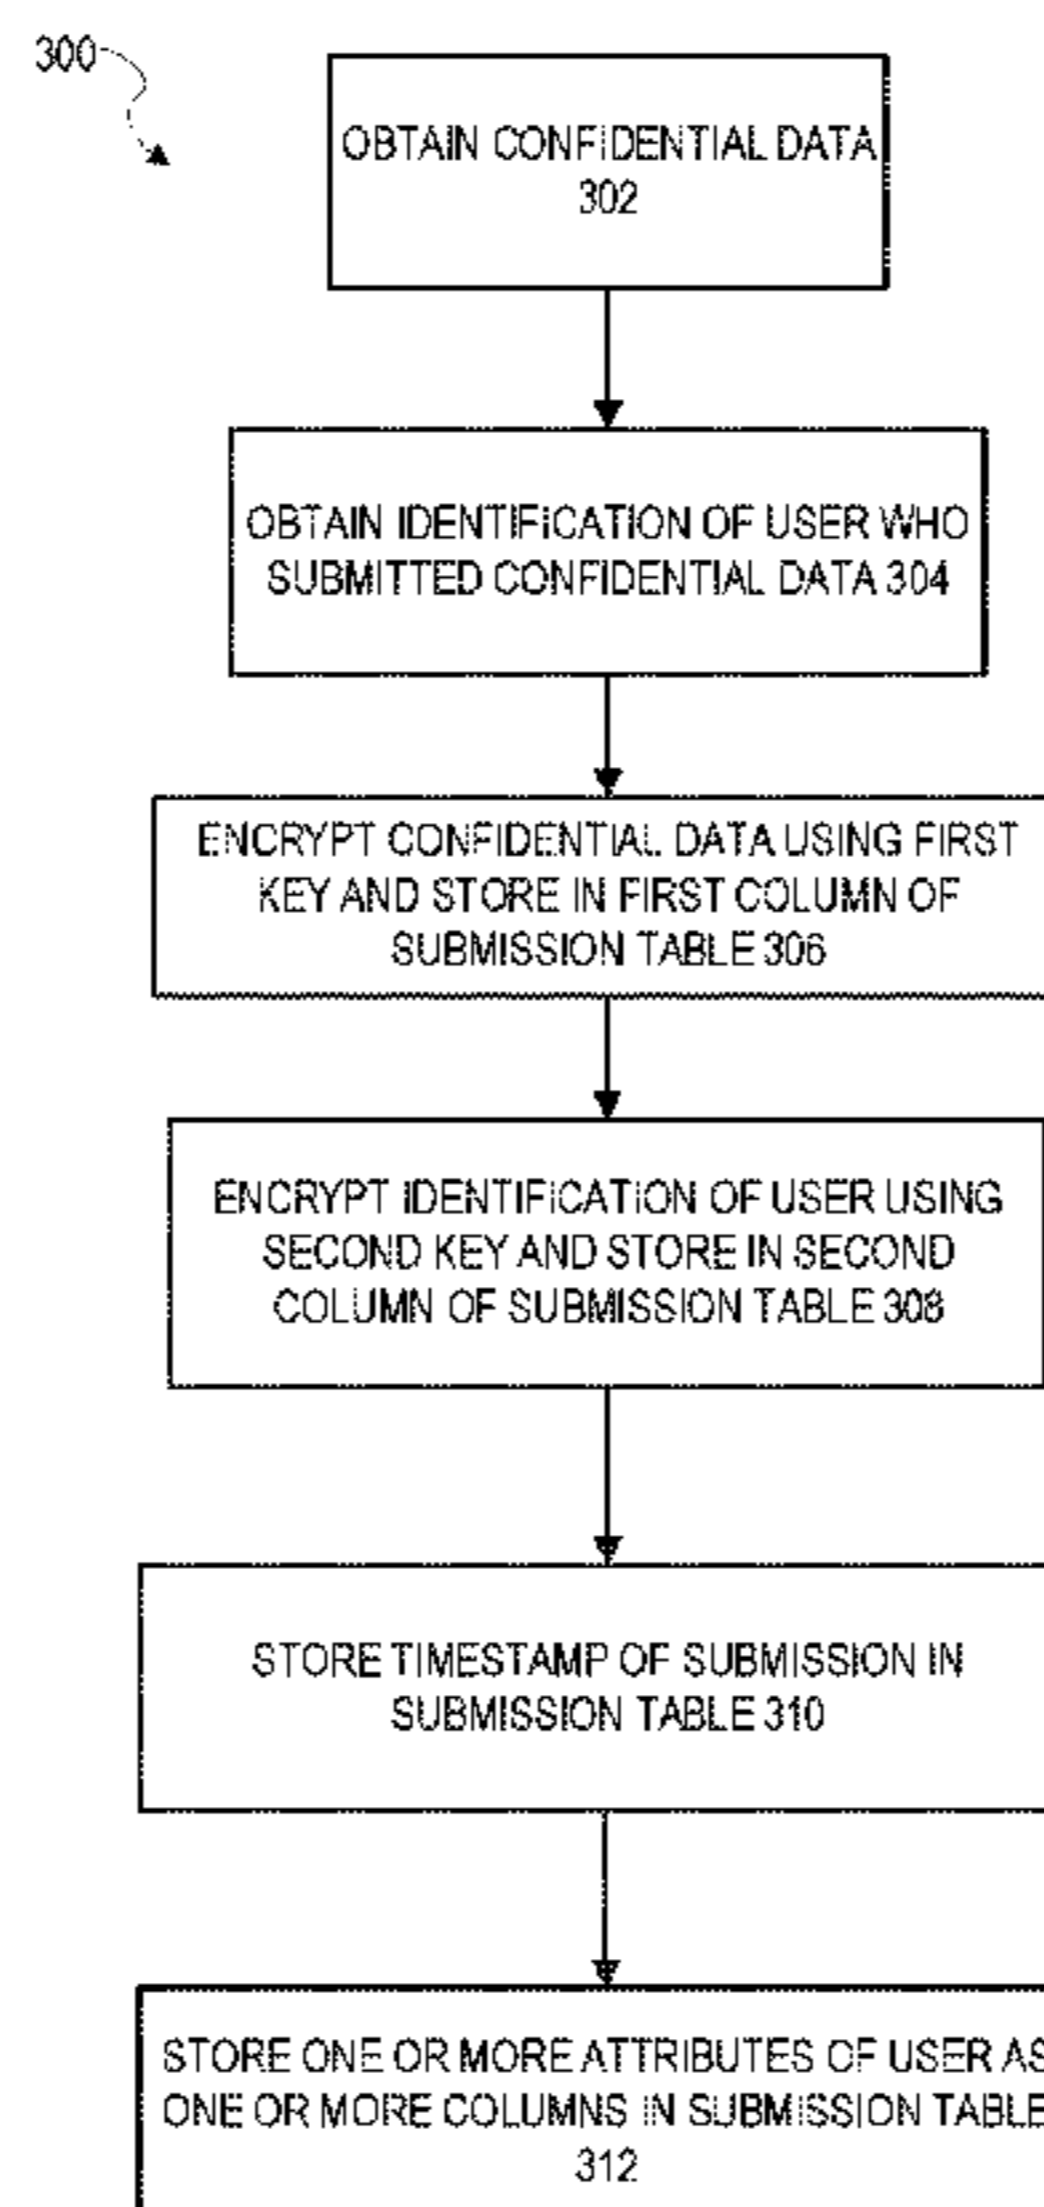 300
OBTAIN CONFIDENTIAL DATA
302
OBTAIN IDENTIFICATION OF USER WHO
SUBMITTED CONFIDENTIAL DATA 304
ENCRYPT CONFIDENTIAL DATA USING FIRST
KEY AND STORE IN FIRST COLUMN OF
SUBMISSION TABLE 306
ENCRYPT IDENTIFICATION OF USER USING
SECOND KEY AND STORE IN SECOND
COLUMN OF SUBMISSION TABLE 308
STORE TIMESTAMP OF SUBMISSION IN
SUBMISSION TABLE 310
STORE ONE OR MORE ATTRIBUTES OF USER AS
ONE OR MORE COLUMNS IN SUBMISSION TABLE
312